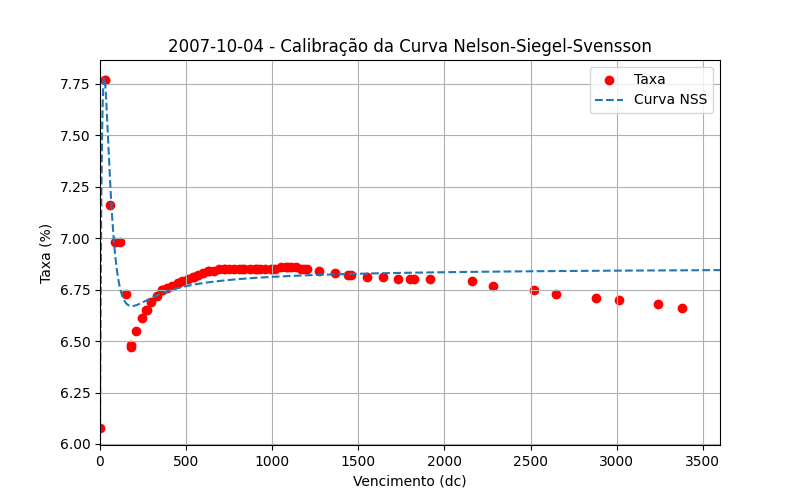 2007-10-04 - Calibração da Curva Nelson-Siegel-Svensson
Taxa
Curva NSS
Taxa (%)
7.75
7.50
7.25
7.00
6.75
6.50
6.25
6.00
0 500 1000 1500 2000 2500 3000 3500
Vencimento (dc)